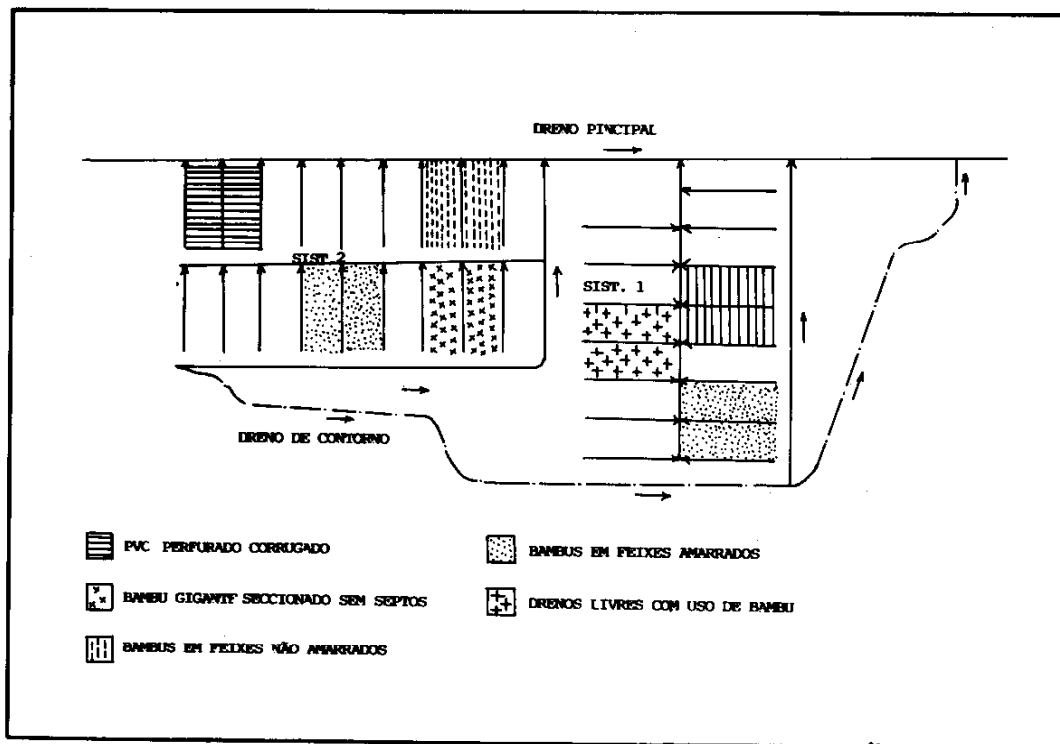 DRENO PINCIPAL
SIST.2
SIST. 1
DRENO DE CONTORNO
PVC PERFURADO CORRUGADO
BAMBU GIGANTF SECCIONADO SEM SEPTOS
BAMBUS EM FEIXES NÃO AMARRADOS
BAMBUS EM FEIXES AMARRADOS
DRENOS LIVRES COM USO DE BAMBU